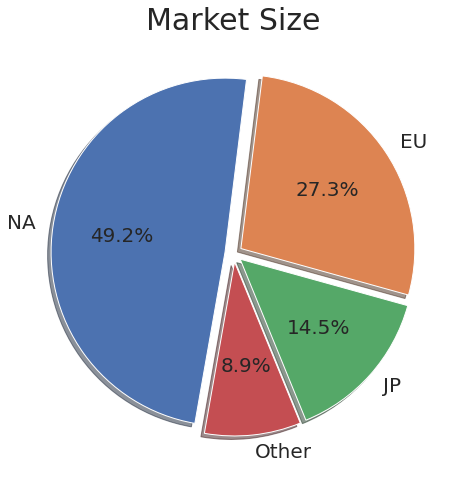 Market Size
EU
27.3%
NA
49.2%
14.5%
8.9%
JP
Other